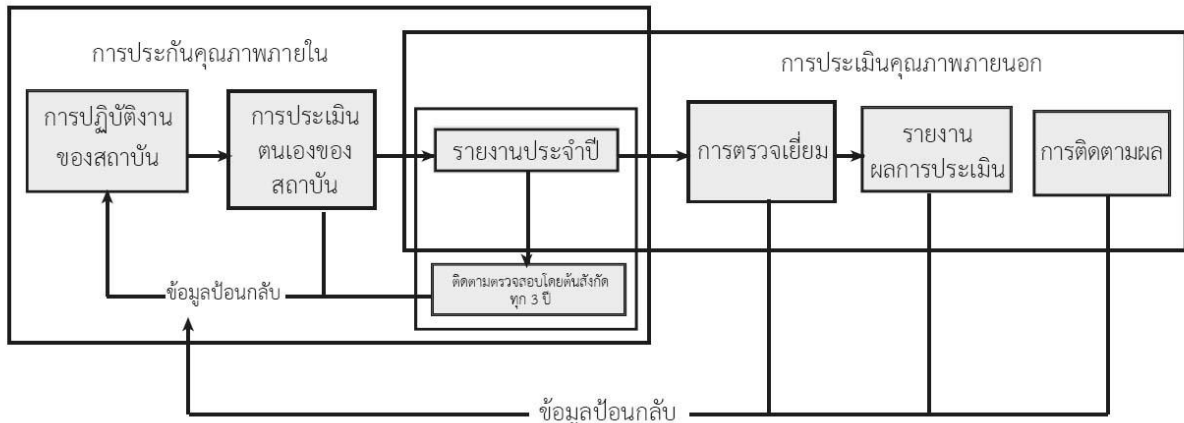 การประกันคุณภาพภายใน
การประเมินคุณภาพภายนอก
การปฏิบัติงาน
ของสถาบัน
การประเมิน
ตนเองของ
สถาบัน
รายงานประจำปี
การตรวจเยี่ยม
รายงาน
ผลการประเมิน
การติดตามผล
ติดตามตรวจสอบโดยต้นสังกัด
ทุก 3 ปี
ข้อมูลป้อนกลับ
ข้อมูลป้อนกลับ